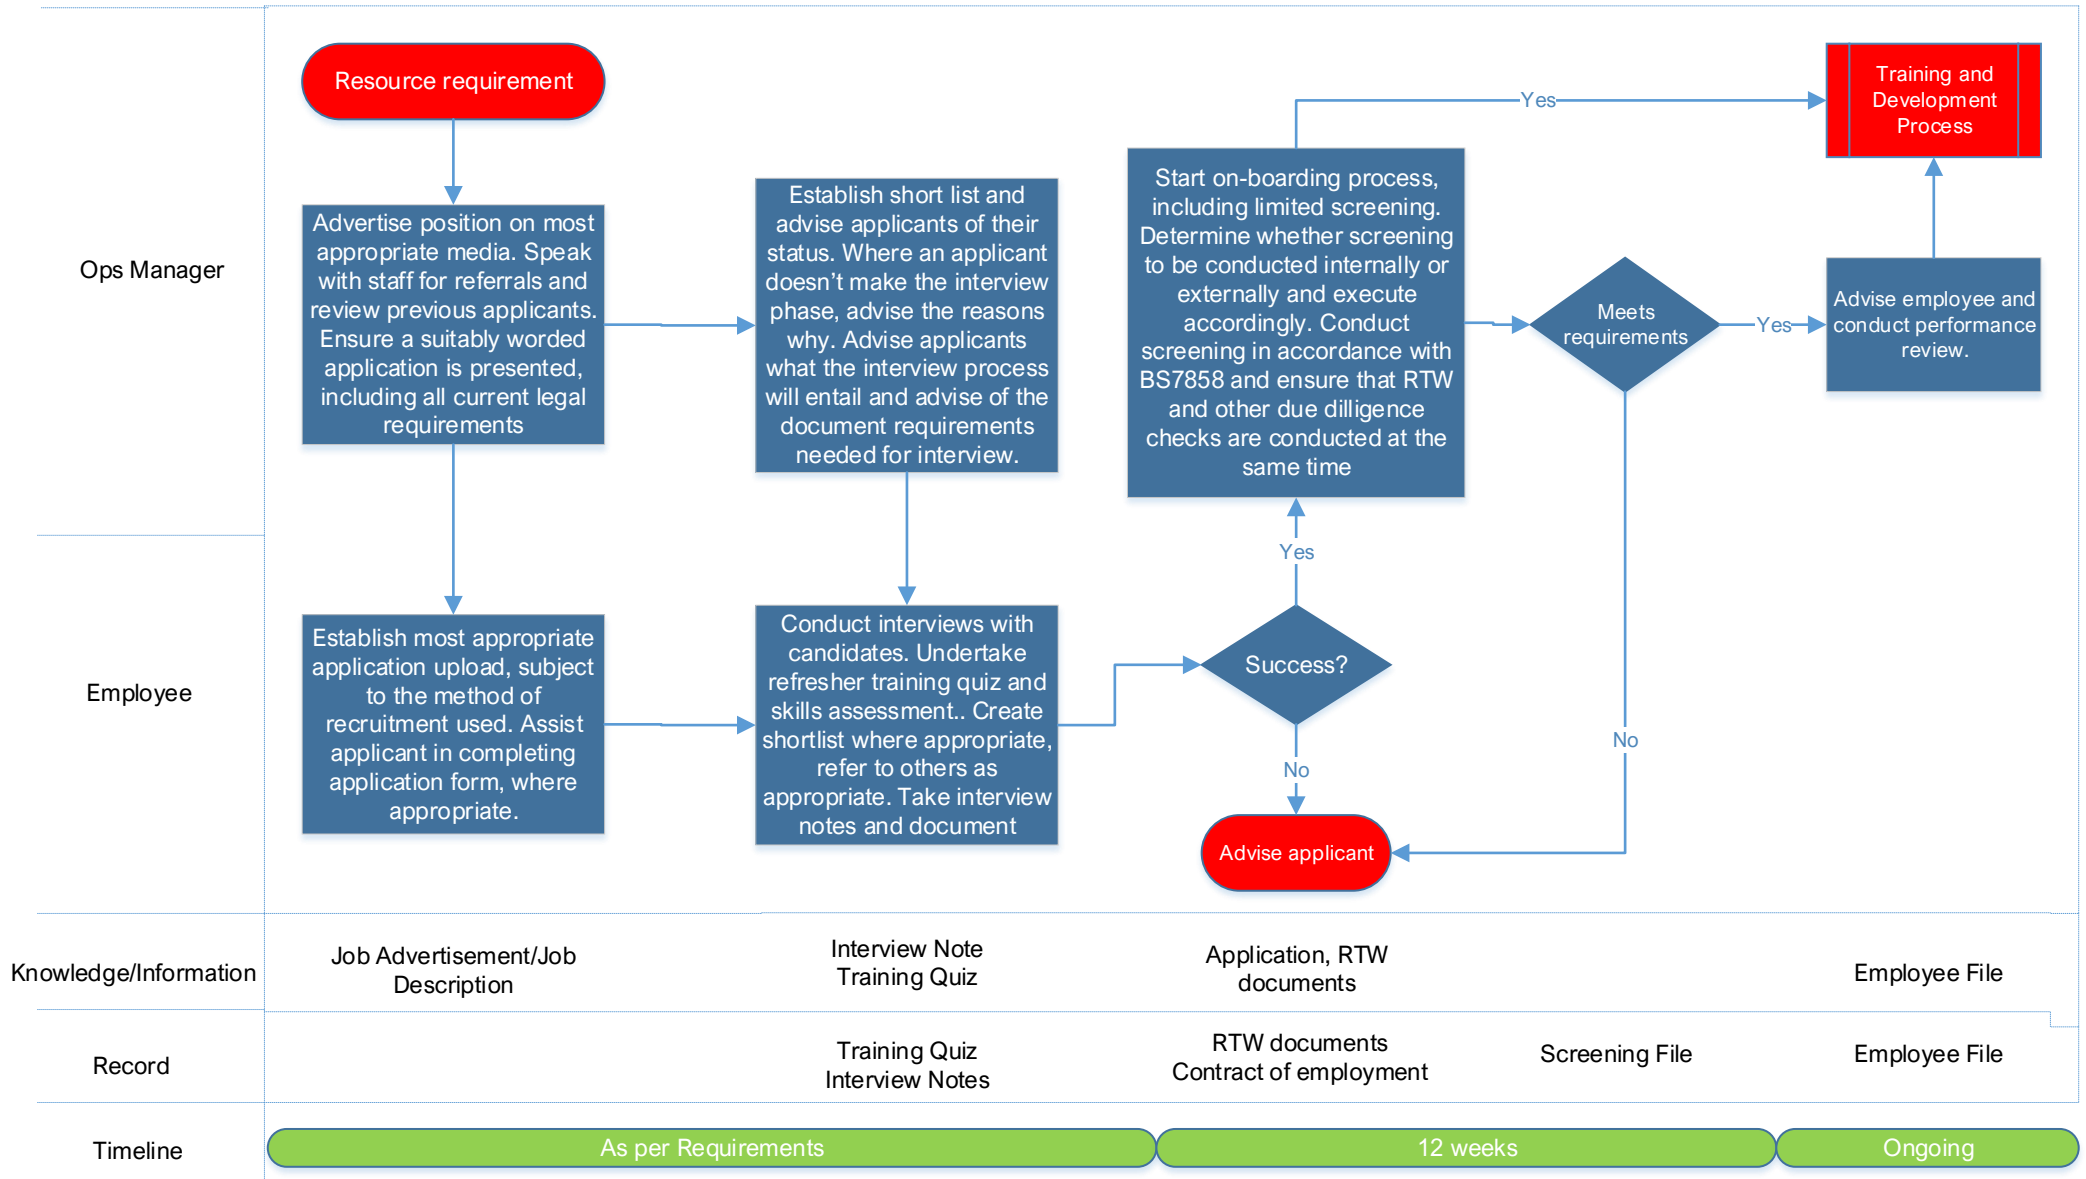 Resource requirement
Yes
Training and
Development
Process
Ops Manager
Advertise position on most
appropriate media. Speak
with staff for referrals and
review previous applicants.
Ensure a suitably worded
application is presented,
including all current legal
requirements
Establish short list and
advise applicants of their
status. Where an applicant
doesn’t make the interview
phase, advise the reasons
why. Advise applicants
what the interview process
will entail and advise of the
document requirements
needed for interview.
Start on-boarding process,
including limited screening.
Determine whether screening
to be conducted internally or
externally and execute
accordingly. Conduct
screening in accordance with
BS7858 and ensure that RTW
and other due dilligence
checks are conducted at the
same time
Meets
requirements
Yes
Advise employee and
conduct performance
review.
Yes
Employee
Establish most appropriate
application upload, subject
to the method of
recruitment used. Assist
applicant in completing
application form, where
appropriate.
Conduct interviews with
candidates. Undertake
refresher training quiz and
skills assessment.. Create
shortlist where appropriate,
refer to others as
appropriate. Take interview
notes and document
Success?
No
No
Advise applicant
Knowledge/Information
Job Advertisement/Job
Description
Interview Note
Training Quiz
Application, RTW
documents
Employee File
Record
Training Quiz
Interview Notes
RTW documents
Contract of employment
Screening File
Employee File
Timeline
As per Requirements
12 weeks
Ongoing